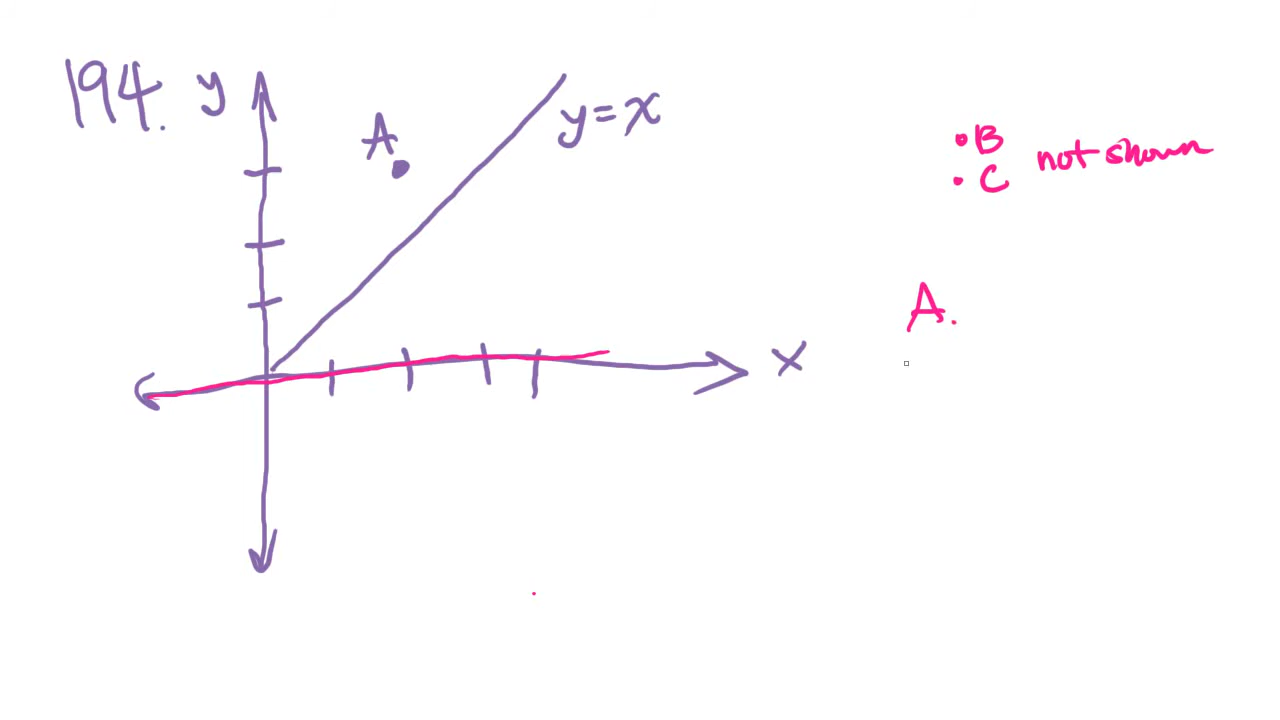 194. y
A
y=x
• B
• C
not shown
A.
x